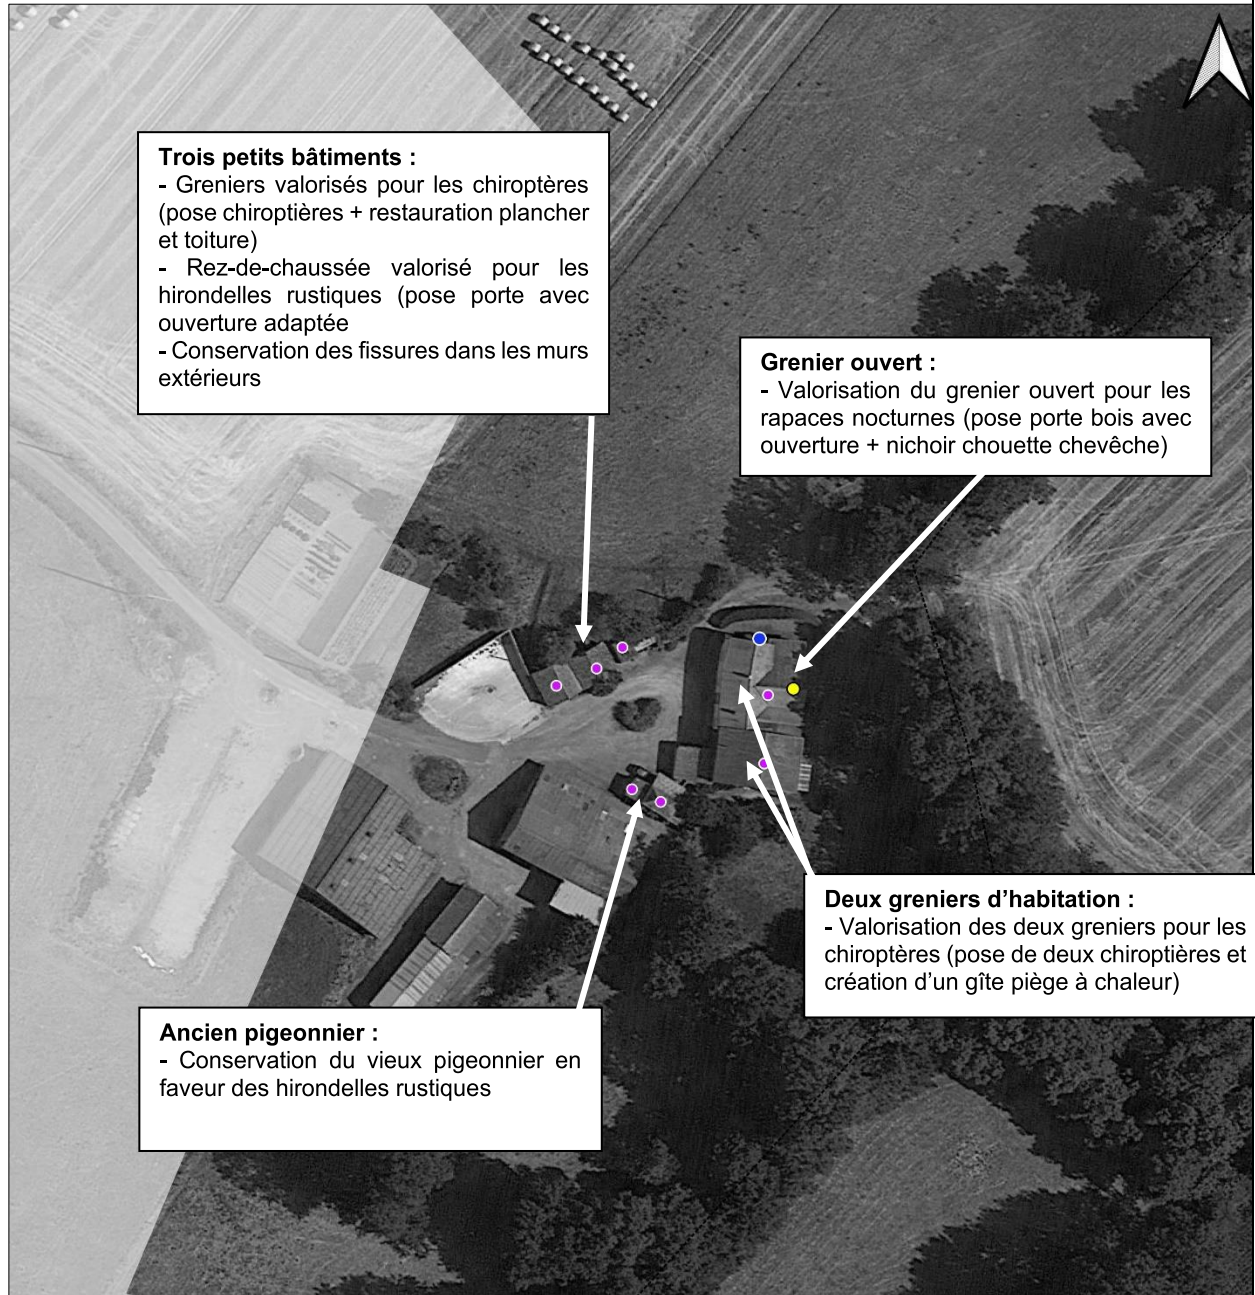 Trois petits bâtiments :
- Greniers valorisés pour les chiroptères
(pose chiroptières + restauration plancher
et toiture)
- Rez-de-chaussée valorisé pour les
hirondelles rustiques (pose porte avec
ouverture adaptée
- Conservation des fissures dans les murs
extérieurs
Grenier ouvert :
- Valorisation du grenier ouvert pour les
rapaces nocturnes (pose porte bois avec
ouverture + nichoir chouette chevêche)
Deux greniers d’habitation :
- Valorisation des deux greniers pour les
chiroptères (pose de deux chiroptières et
création d’un gîte piège à chaleur)
Ancien pigeonnier :
- Conservation du vieux pigeonnier en
faveur des hirondelles rustiques